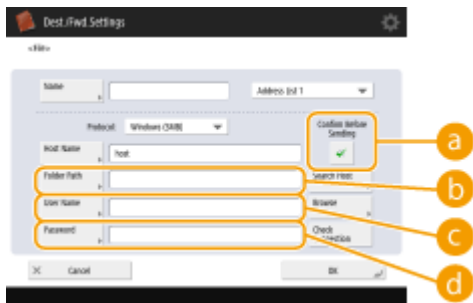 Dest./Fwd.Settings
<File>
Name
Address List 1
Protocol:
Windows (SMB)
Confirm Before
Sending
a
Host Name
host
Folder Path
Search Host
b
User Name
Browse
c
Password
Check
d
Cancel
OK